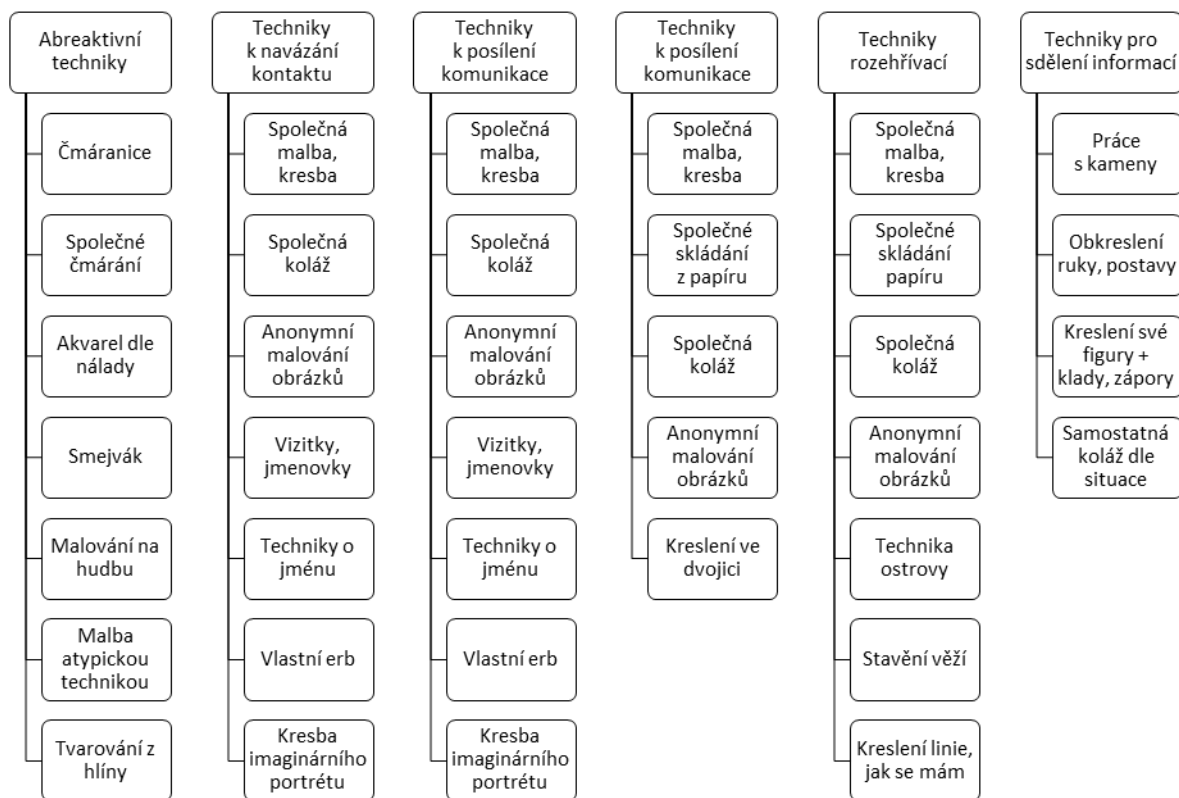 Abreaktivní
techniky
Čmáranice
Společné
čmárání
Akvarel dle
nálady
Smejvák
Malování na
hudbu
Malba
atypickou
technikou
Tvarování z
hlíny
Techniky
k navázání
kontaktu
Společná
malba,
kresba
Společná
koláž
Anonymní
malování
obrázků
Vizitky,
jmenovky
Techniky o
jménu
Vlastní erb
Kresba
imaginárního
portrétu
Techniky
k posílení
komunikace
Společná
malba,
kresba
Společná
koláž
Anonymní
malování
obrázků
Vizitky,
jmenovky
Techniky o
jménu
Vlastní erb
Kresba
imaginárního
portrétu
Techniky
k posílení
komunikace
Společná
malba,
kresba
Společné
skládání
z papíru
Společná
koláž
Anonymní
malování
obrázků
Kreslení ve
dvojici
Techniky
rozehřívací
Společná
malba,
kresba
Společné
skládání
papíru
Společná
koláž
Anonymní
malování
obrázků
Technika
ostrovy
Stavění věží
Kreslení linie,
jak se mám
Techniky pro
sdělení informací
Práce
s kameny
Obkreslení
ruky, postavy
Kreslení své
figury +
klady, zápory
Samostatná
koláž dle
situace